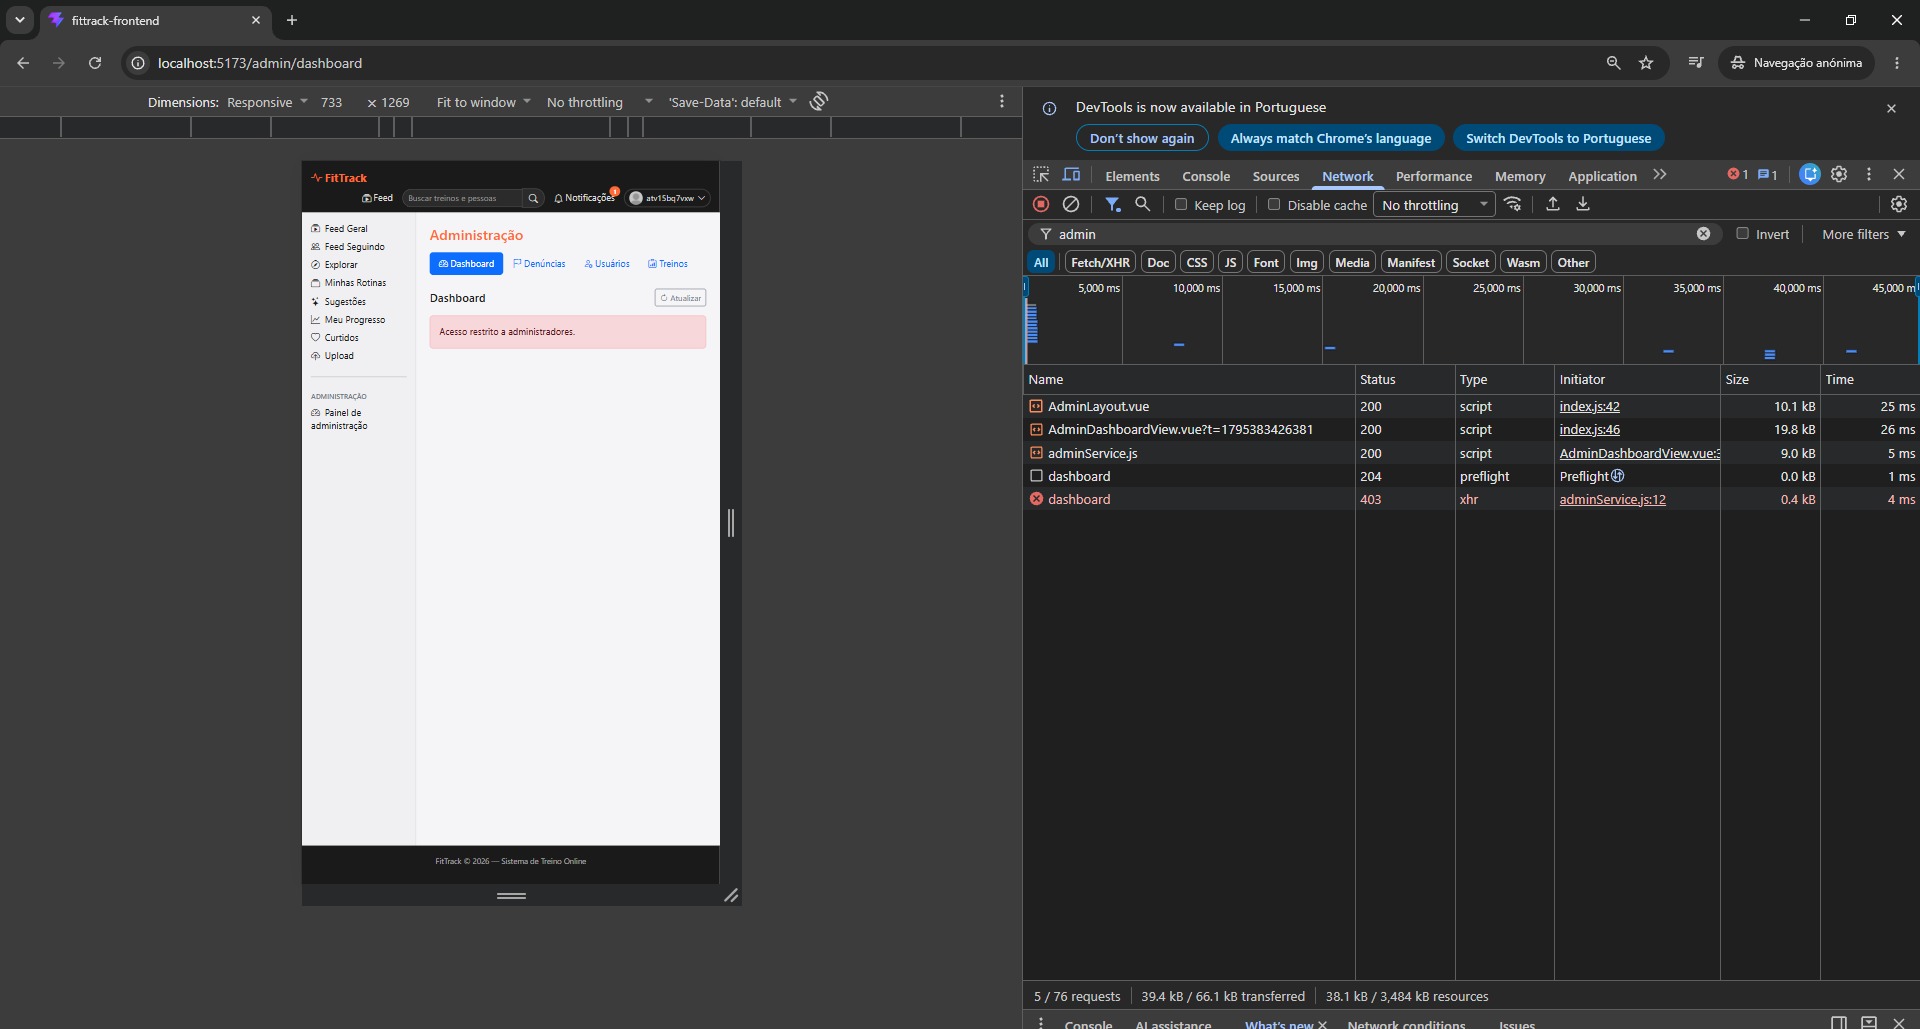 fittrack-frontend
localhost:5173/admin/dashboard
Navegação anónima
Dimensions: Responsive 733 × 1269 Fit to window No throttling 'Save-Data': default
FitTrack
Feed Buscar treinos e pessoas Notificações 1 atv15bq7vxw
Feed Geral
Feed Seguindo
Explorar
Minhas Rotinas
Sugestões
Meu Progresso
Curtidos
Upload
ADMINISTRAÇÃO
Painel de
administração
Administração
Dashboard Denúncias Usuários Treinos
Dashboard Atualizar
Acesso restrito a administradores.
FitTrack © 2026 — Sistema de Treino Online
DevTools is now available in Portuguese
Don't show again Always match Chrome's language Switch DevTools to Portuguese
Elements Console Sources Network Performance Memory Application 1 1
Keep log Disable cache No throttling
admin Invert More filters
All Fetch/XHR Doc CSS JS Font Img Media Manifest Socket Wasm Other
5,000 ms 10,000 ms 15,000 ms 20,000 ms 25,000 ms 30,000 ms 35,000 ms 40,000 ms 45,000 m
Name Status Type Initiator Size Time
AdminLayout.vue 200 script index.js:42 10.1 kB 25 ms
AdminDashboardView.vue?t=1795383426381 200 script index.js:46 19.8 kB 26 ms
adminService.js 200 script AdminDashboardView.vue:3 9.0 kB 5 ms
dashboard 204 preflight Preflight 0.0 kB 1 ms
dashboard 403 xhr adminService.js:12 0.4 kB 4 ms
5 / 76 requests 39.4 kB / 66.1 kB transferred 38.1 kB / 3,484 kB resources
Console AI assistance What's new Network conditions Issues